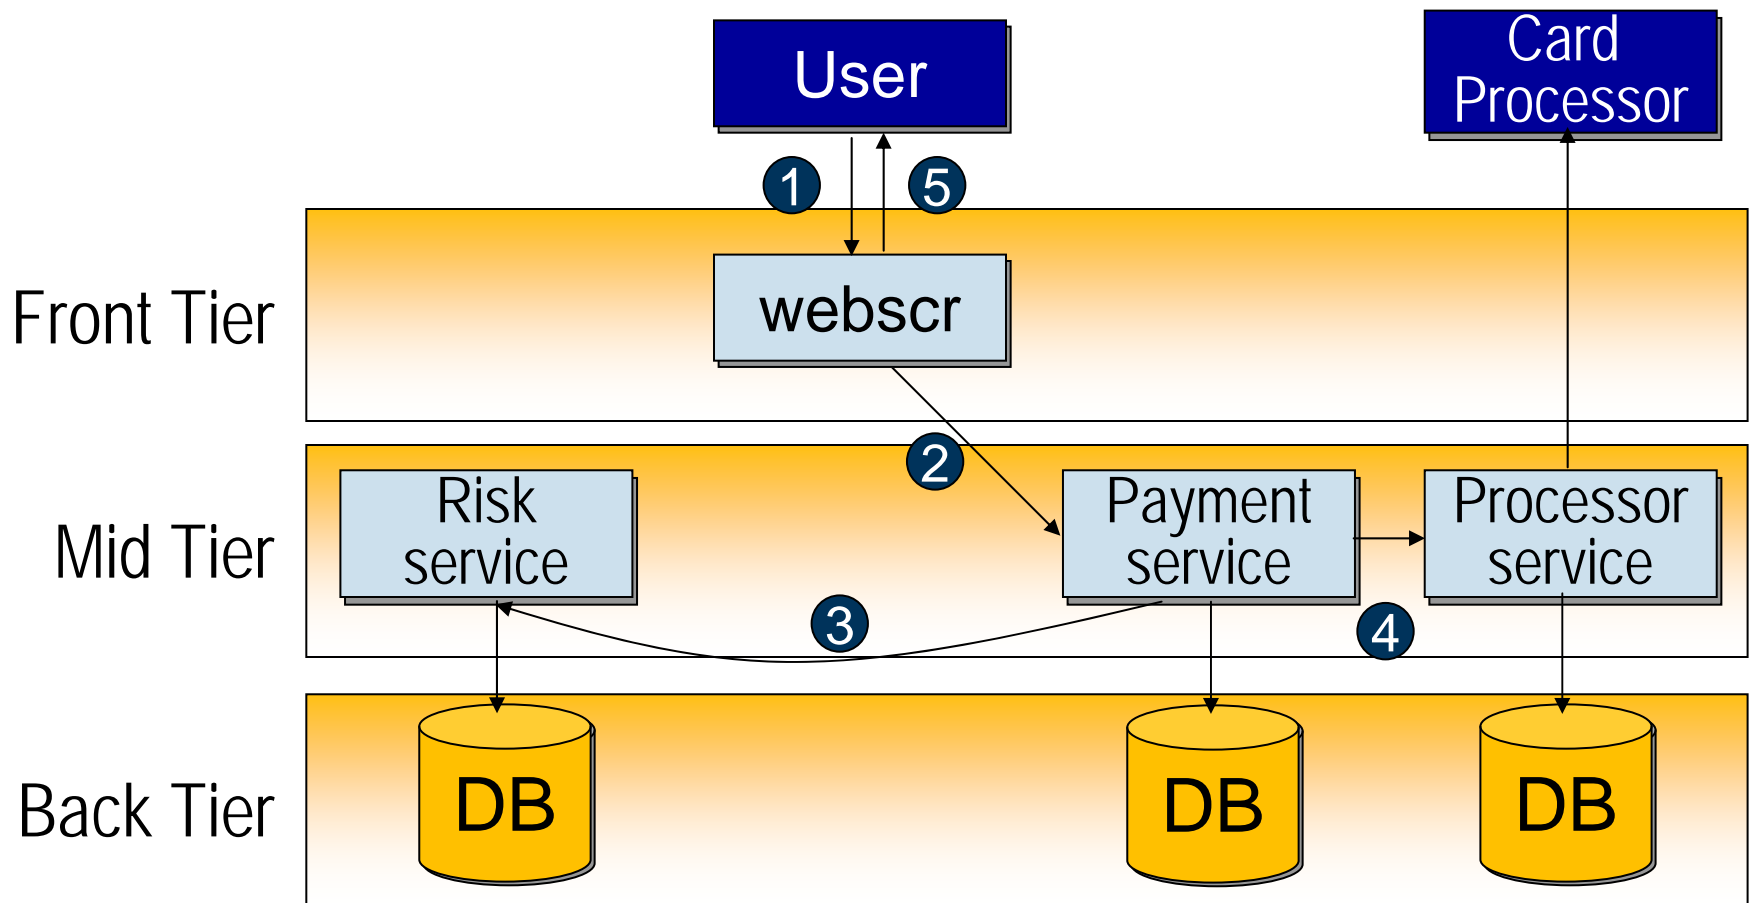 User
Card
Processor
1
5
Front Tier
webscr
2
Mid Tier
Risk
service
Payment
service
Processor
service
3
4
Back Tier
DB
DB
DB